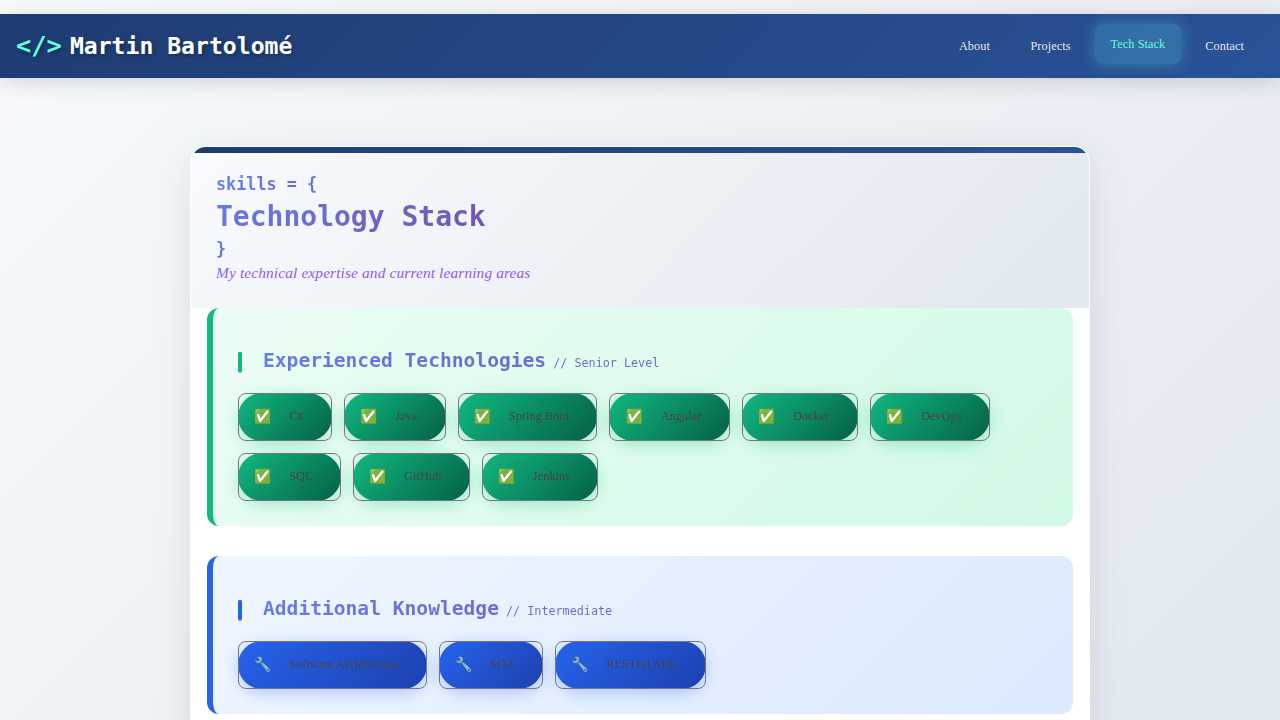 </> Martin Bartolomé
About Projects Tech Stack Contact
skills = {
Technology Stack
}
My technical expertise and current learning areas
Experienced Technologies // Senior Level
✅ C# ✅ Java ✅ Spring Boot ✅ Angular ✅ Docker ✅ DevOps
✅ SQL ✅ GitHub ✅ Jenkins
Additional Knowledge // Intermediate
🔧 Software Architecture 🔧 🔧 RESTful APIs